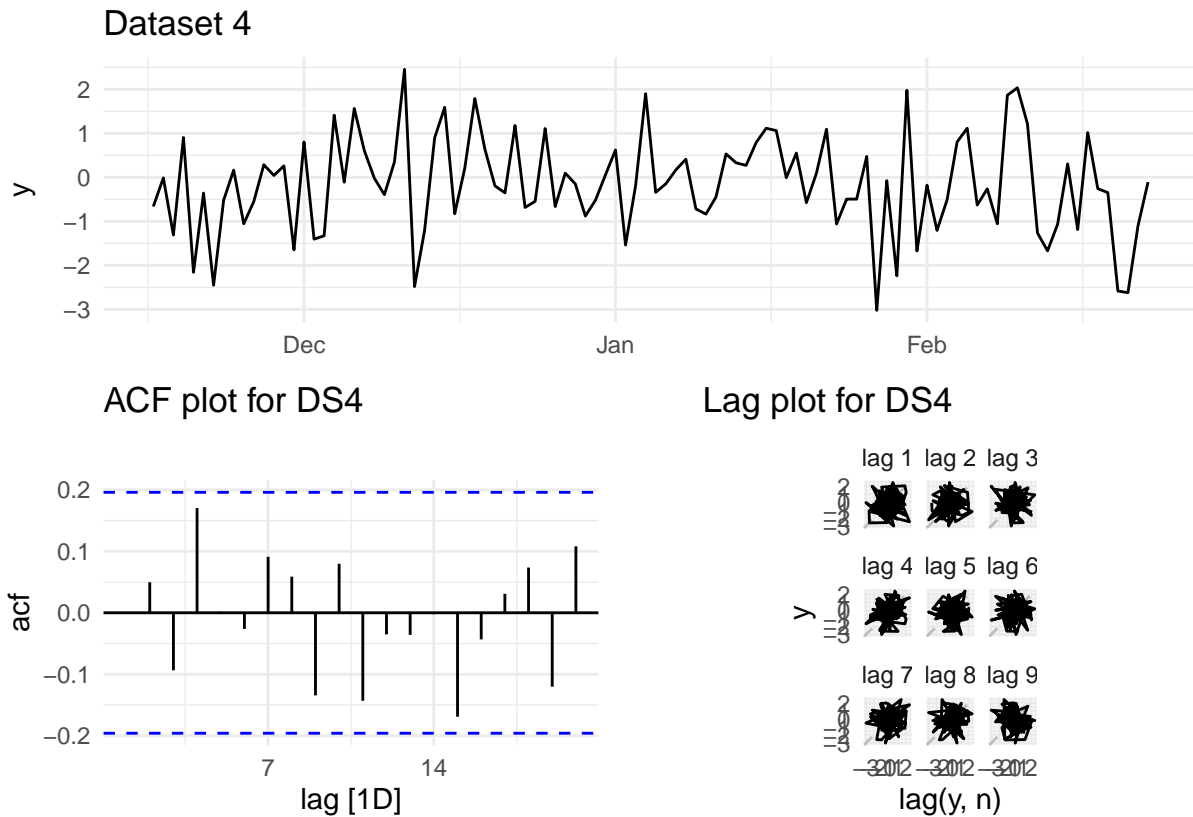 Dataset 4
2
1
0
−1
−2
−3
y
Dec Jan Feb
ACF plot for DS4
Lag plot for DS4
0.2
0.1
0.0
−0.1
−0.2
acf
7 14
lag [1D]
lag 1 lag 2 lag 3
lag 4 lag 5 lag 6
lag 7 lag 8 lag 9
y
lag(y, n)